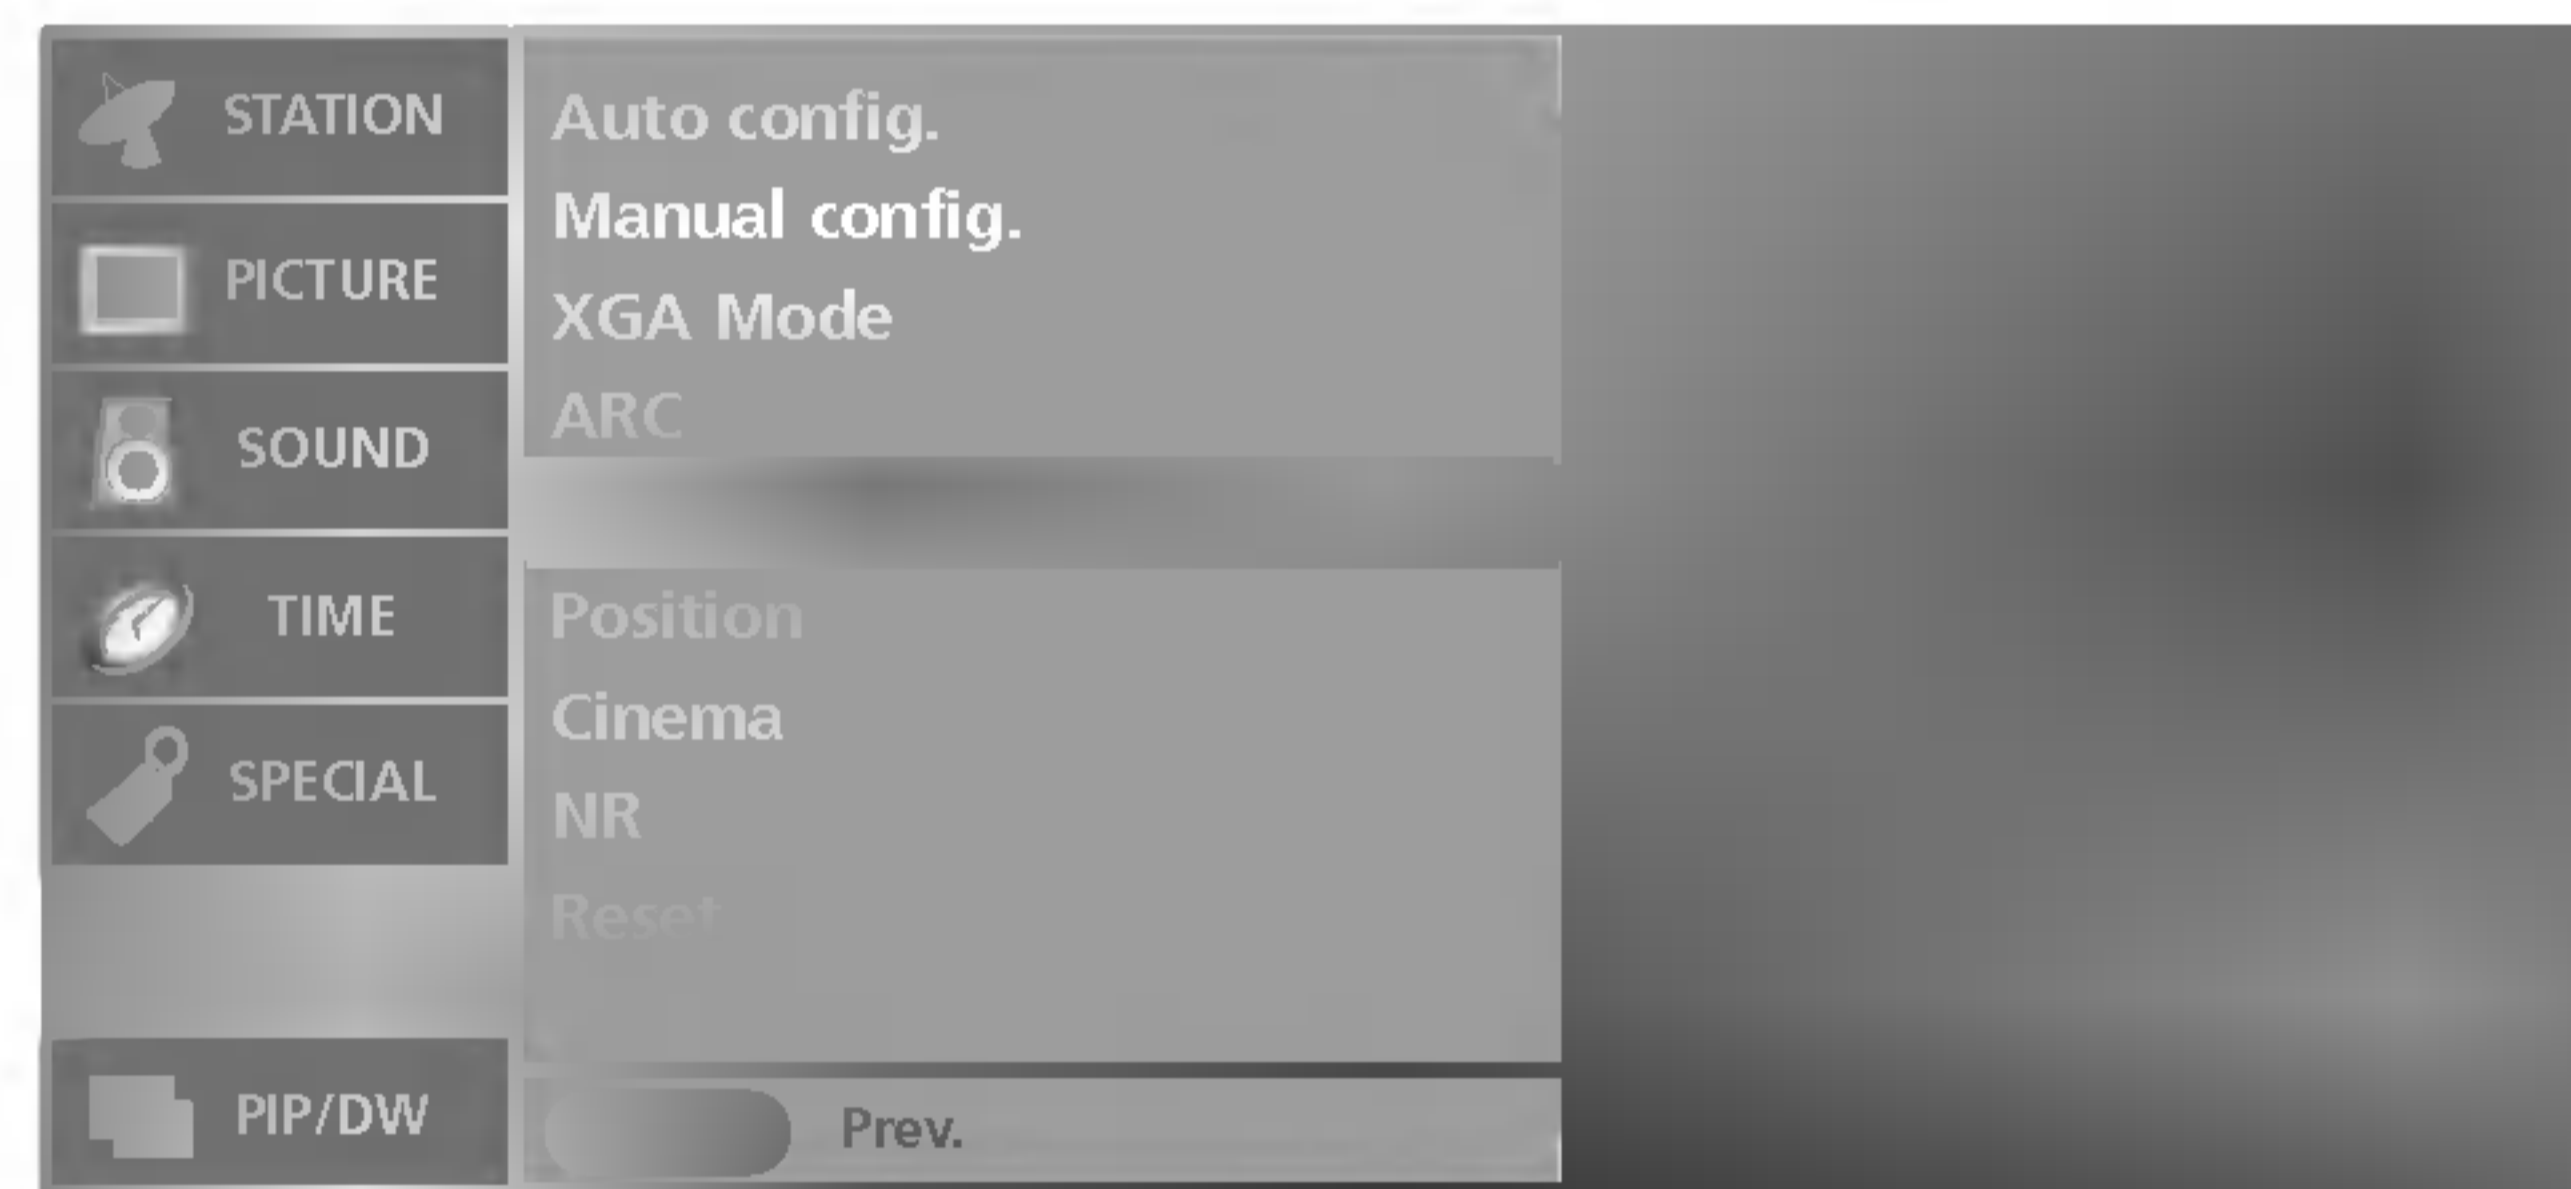 STATION
PICTURE
SOUND
TIME
SPECIAL
PIP/DW
Auto config.
Manual config.
XGA Mode
ARC
Position
Cinema
NR
Reset
Prev.